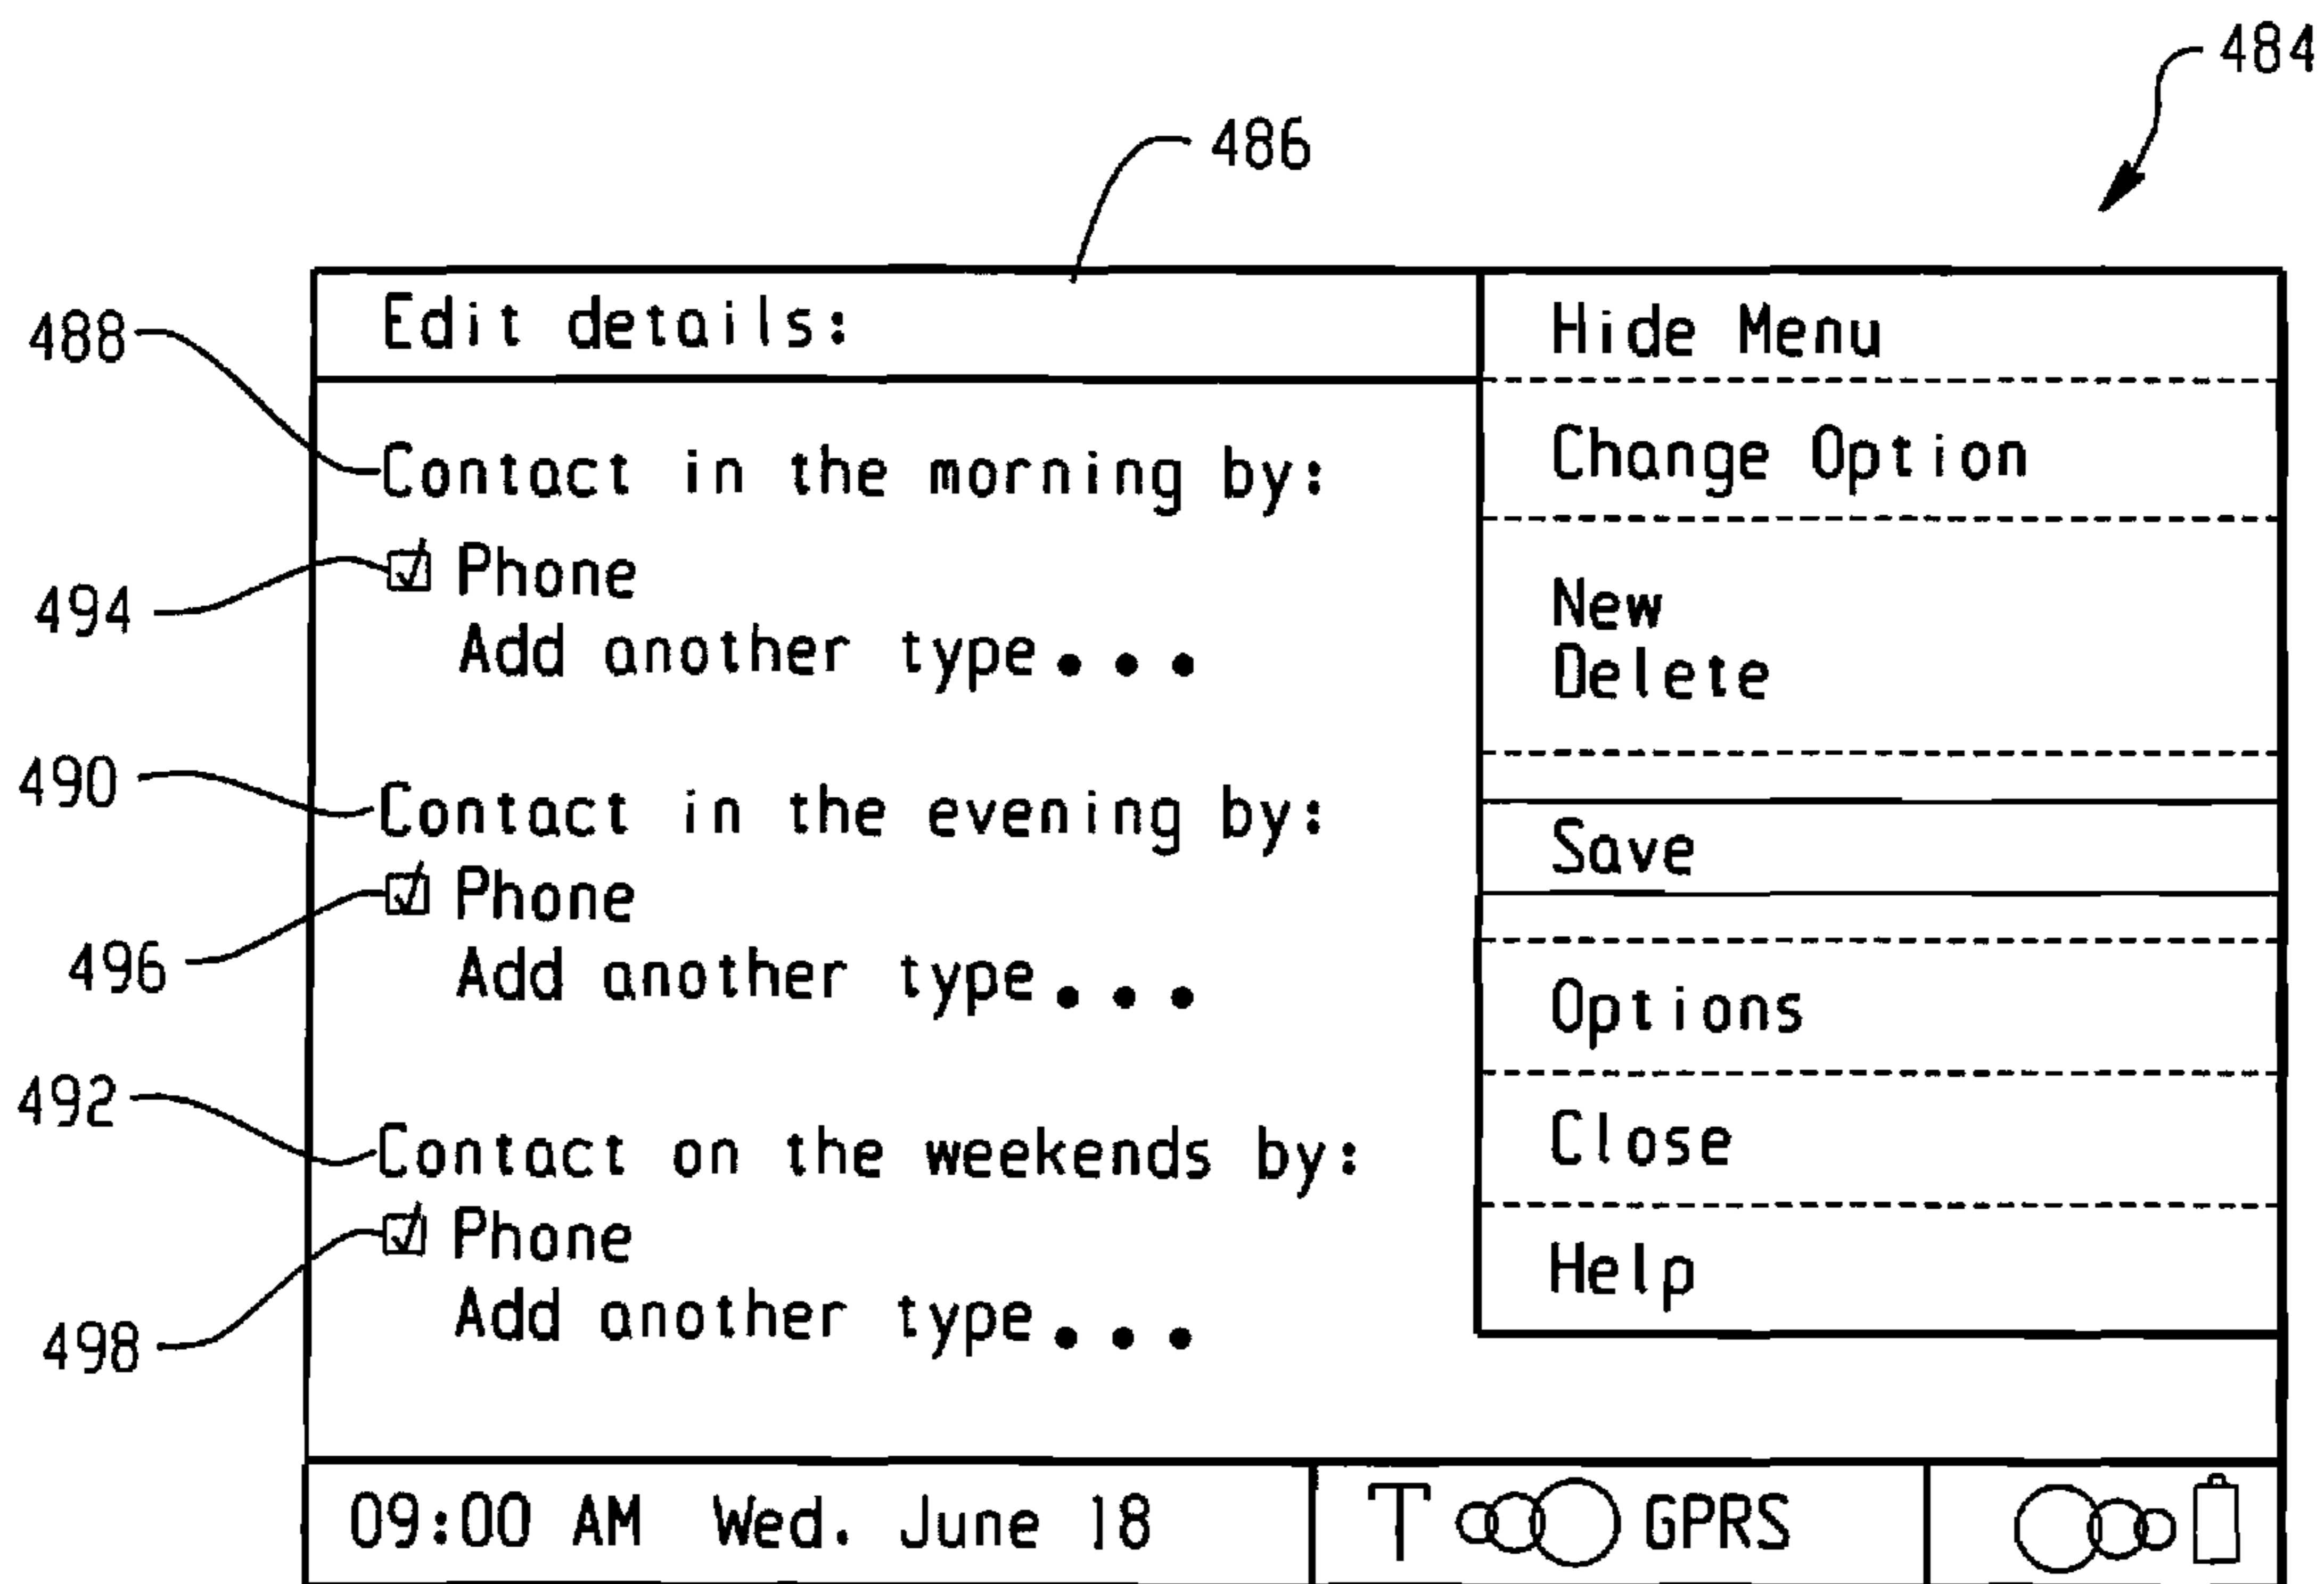 484
486
Edit details:
488
Contact in the morning by:
494
Phone
Add another type...
490
Contact in the evening by:
496
Phone
Add another type...
492
Contact on the weekends by:
498
Phone
Add another type...
Hide Menu
Change Option
New
Delete
Save
Options
Close
Help
09:00 AM Wed. June 18
GPRS